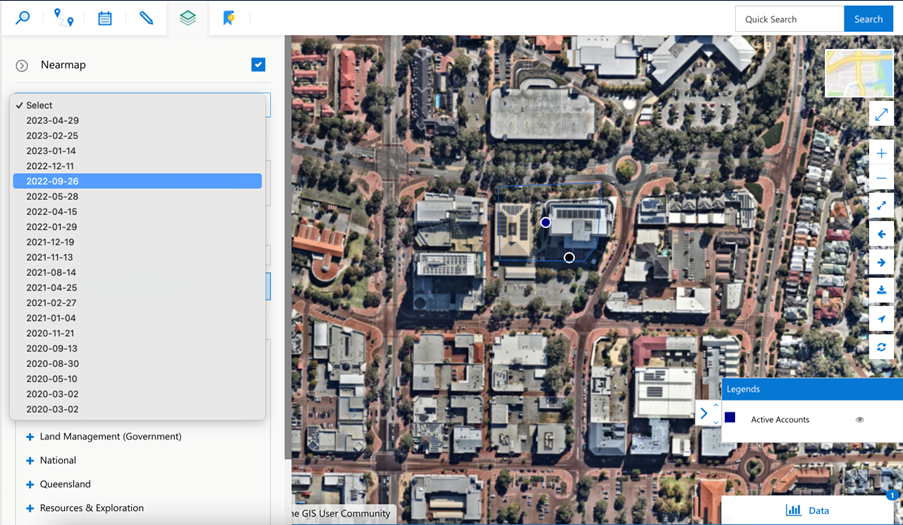 Quick Search
Search
Nearmap
✓ Select
2023-04-29
2023-02-25
2023-01-14
2022-12-11
2022-09-26
2022-05-28
2022-04-15
2022-01-29
2021-12-19
2021-11-13
2021-08-14
2021-04-25
2021-02-27
2021-01-04
2020-11-21
2020-09-13
2020-08-30
2020-05-10
2020-03-02
2020-03-02
+ Land Management (Government)
+ National
+ Queensland
+ Resources & Exploration
Legends
Active Accounts
he GIS User Community
1
Data